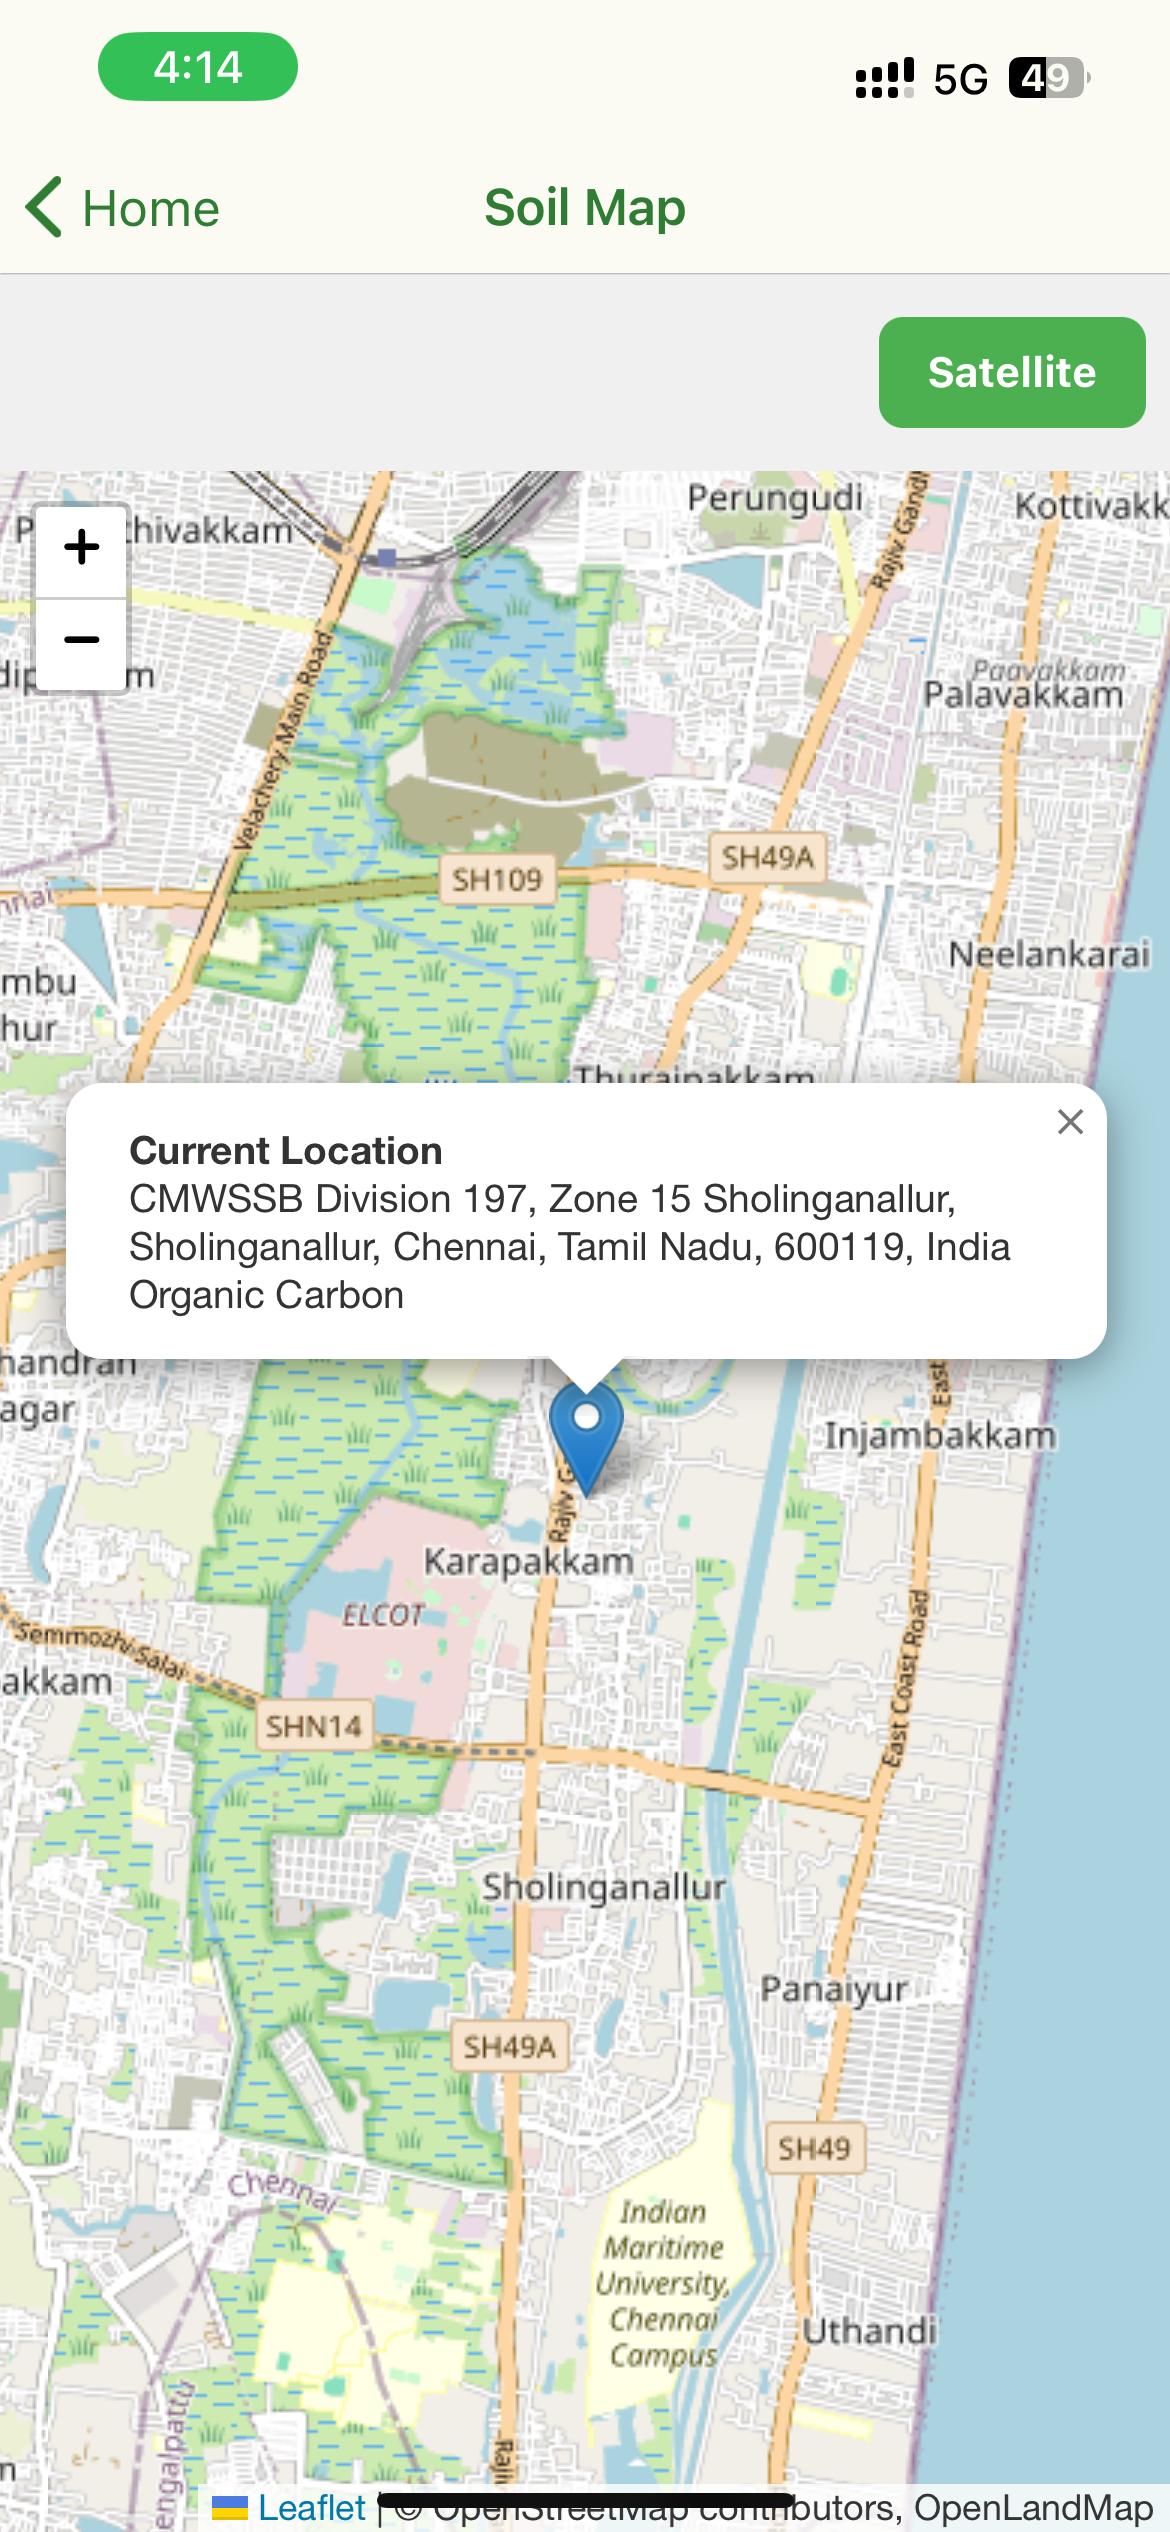 4:14
5G 49
Home
Soil Map
Satellite
Perungudi
Kottivakk
thivakkam
+
−
Rajiv Gandhi
Velachery Main Road
Paavakkam
Palavakkam
SH109
SH49A
Neelankarai
mbu
hur
Thuraipakkam
Current Location
CMWSSB Division 197, Zone 15 Sholinganallur,
Sholinganallur, Chennai, Tamil Nadu, 600119, India
Organic Carbon
handran
agar
East
Injambakkam
Rajiv G
Karapakkam
ELCOT
Semmozhi Salai
akkam
East Coast Road
SHN14
Sholinganallur
Panaiyur
SH49A
SH49
Chennai
Indian
Maritime
University,
Chennai
Campus
Uthandi
engalpattu
Raji
Leaflet | © OpenStreetMap contributors, OpenLandMap